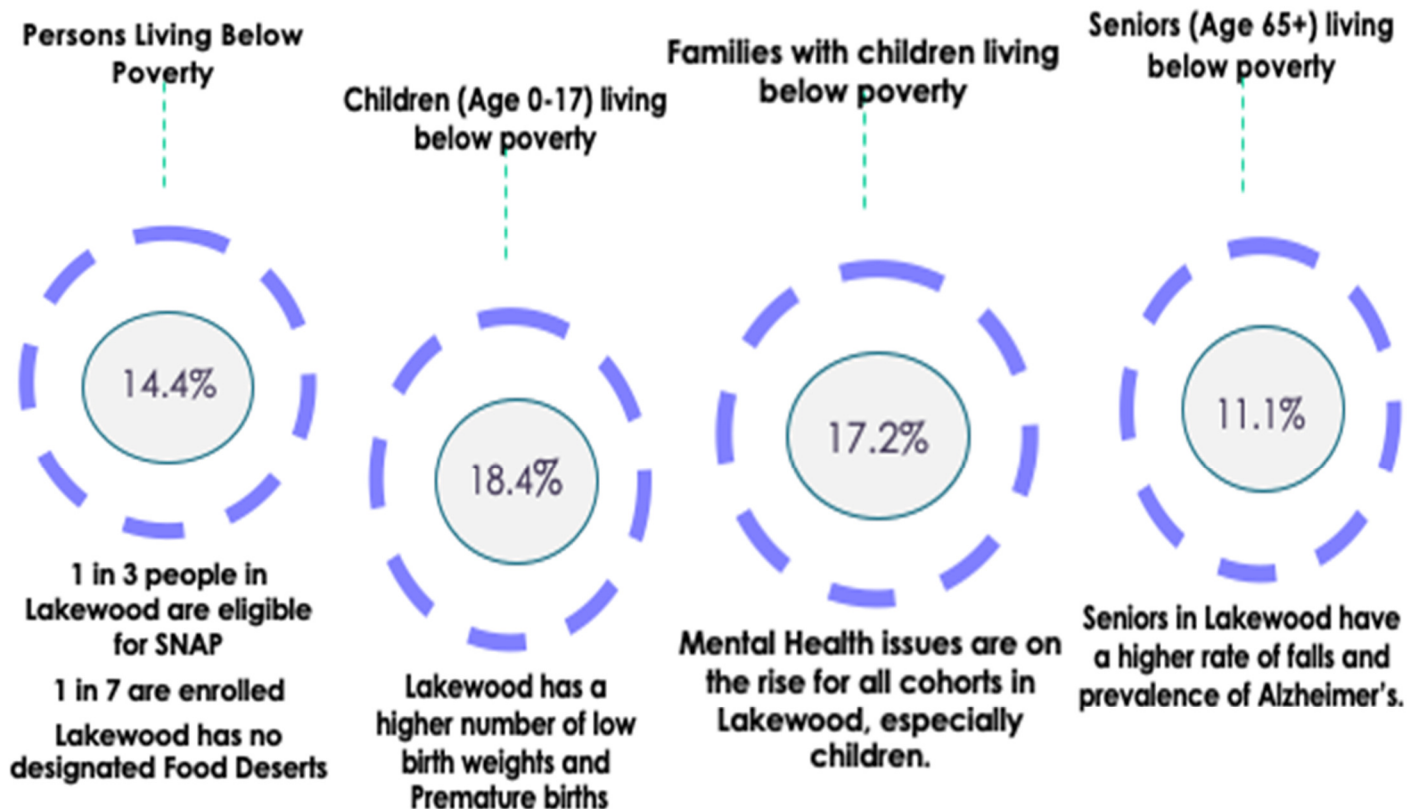 Persons Living Below
Poverty
14.4%
1 in 3 people in
Lakewood are eligible
for SNAP
1 in 7 are enrolled
Lakewood has no
designated Food Deserts
Children (Age 0-17) living
below poverty
18.4%
Lakewood has a
higher number of low
birth weights and
Premature births
Families with children living
below poverty
17.2%
Mental Health issues are on
the rise for all cohorts in
Lakewood, especially
children.
Seniors (Age 65+) living
below poverty
11.1%
Seniors in Lakewood have
a higher rate of falls and
prevalence of Alzheimer's.